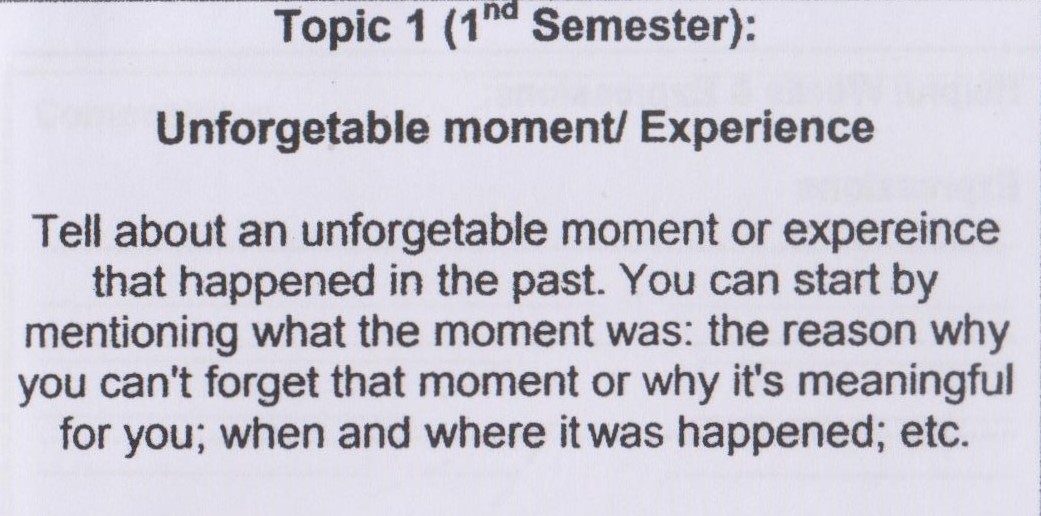 Topic 1 (1nd Semester):
Unforgetable moment/ Experience
Tell about an unforgetable moment or expereince
that happened in the past. You can start by
mentioning what the moment was: the reason why
you can't forget that moment or why it's meaningful
for you; when and where it was happened; etc.